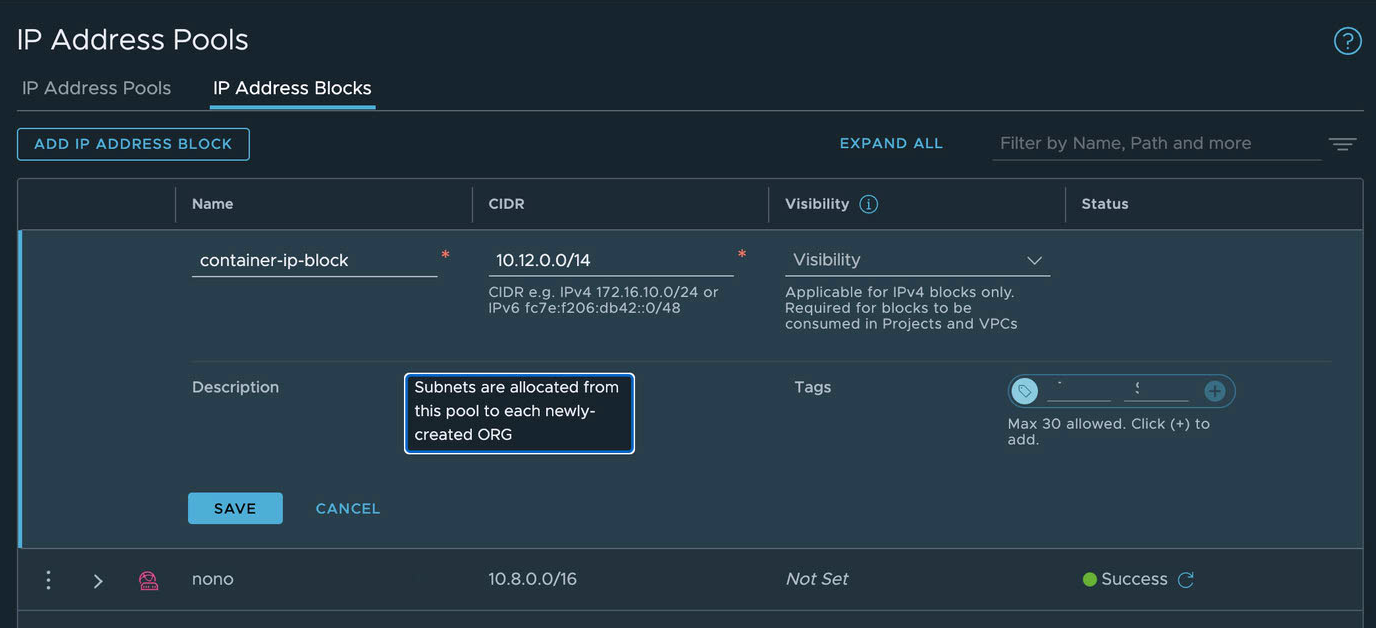 IP Address Pools
IP Address Pools IP Address Blocks
ADD IP ADDRESS BLOCK EXPAND ALL Filter by Name, Path and more
Name CIDR Visibility Status
container-ip-block * 10.12.0.0/14 * Visibility
CIDR e.g. IPv4 172.16.10.0/24 or
IPv6 fc7e:f206:db42::0/48
Applicable for IPv4 blocks only.
Required for blocks to be
consumed in Projects and VPCs
Description
Subnets are allocated from
this pool to each newly-
created ORG
Tags
Max 30 allowed. Click (+) to
add.
SAVE CANCEL
nono 10.8.0.0/16 Not Set Success